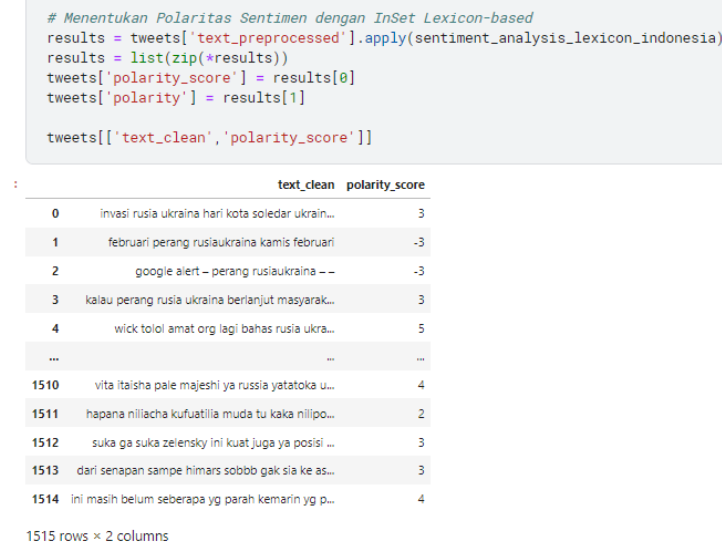 # Menentukan Polaritas Sentimen dengan InSet Lexicon-based
results = tweets['text_preprocessed'].apply(sentiment_analysis_lexicon_indonesia)
results = list(zip(*results))
tweets['polarity_score'] = results[0]
tweets['polarity'] = results[1]
tweets[['text_clean','polarity_score']]
: text_clean polarity_score
0 invasi rusia ukraina hari kota soledar ukrain... 3
1 februari perang rusiaukraina kamis februari -3
2 google alert – perang rusiaukraina – – -3
3 kalau perang rusia ukraina berlanjut masyarak... 3
4 wick tolol amat org lagi bahas rusia ukra... 5
... ... ...
1510 vita itaisha pale majeshi ya russia yatatoka u... 4
1511 hapana niliacha kufuatilia muda tu kaka nilipo... 2
1512 suka ga suka zelensky ini kuat juga ya posisi ... 3
1513 dari senapan sampe himars sobbb gak sia ke as... 3
1514 ini masih belum seberapa yg parah kemarin yg p... 4
1515 rows × 2 columns